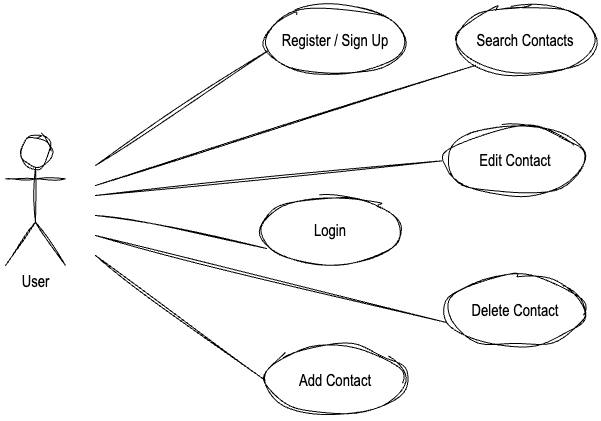 Register / Sign Up
Search Contacts
Edit Contact
Login
User
Delete Contact
Add Contact